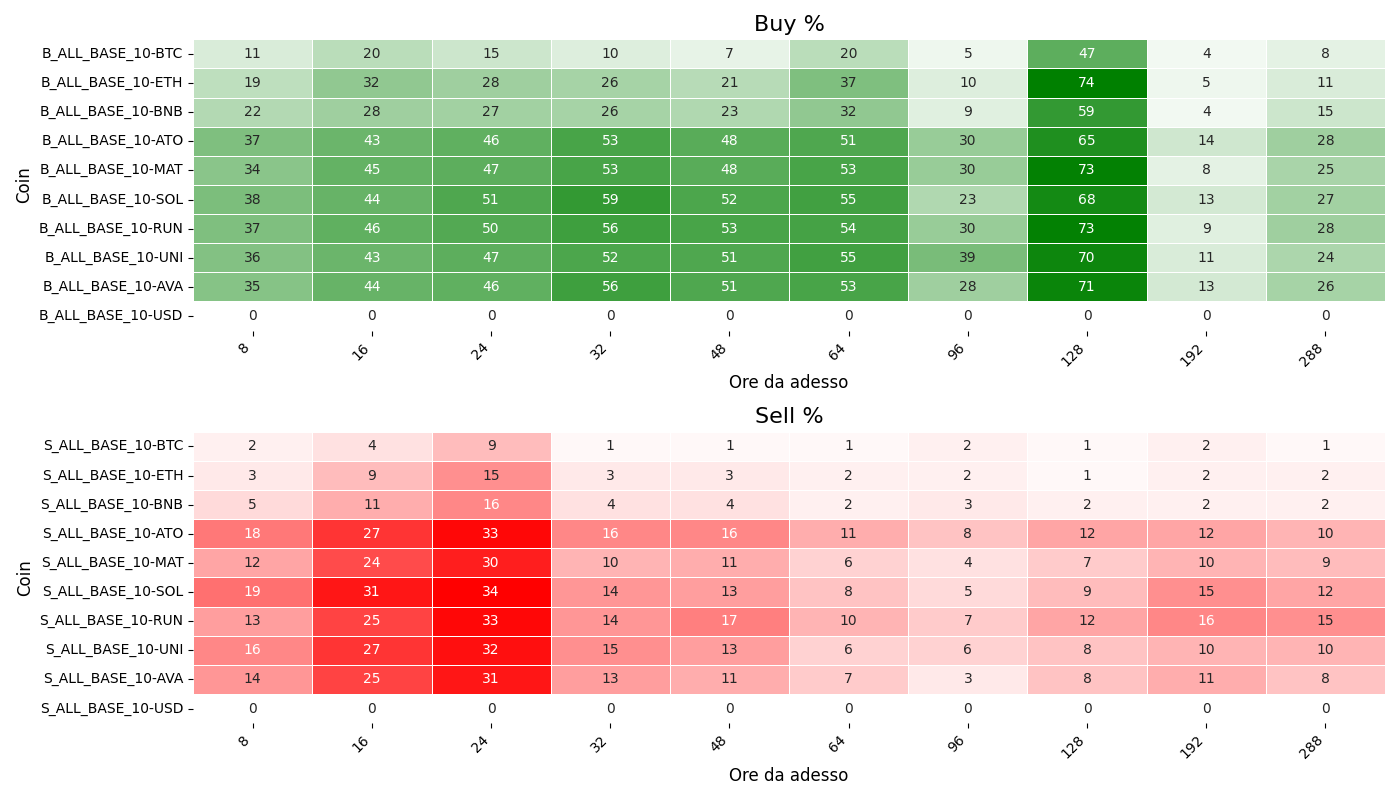 Buy %
Coin
B_ALL_BASE_10-BTC 11 20 15 10 7 20 5 47 4 8
B_ALL_BASE_10-ETH 19 32 28 26 21 37 10 74 5 11
B_ALL_BASE_10-BNB 22 28 27 26 23 32 9 59 4 15
B_ALL_BASE_10-ATO 37 43 46 53 48 51 30 65 14 28
B_ALL_BASE_10-MAT 34 45 47 53 48 53 30 73 8 25
B_ALL_BASE_10-SOL 38 44 51 59 52 55 23 68 13 27
B_ALL_BASE_10-RUN 37 46 50 56 53 54 30 73 9 28
B_ALL_BASE_10-UNI 36 43 47 52 51 55 39 70 11 24
B_ALL_BASE_10-AVA 35 44 46 56 51 53 28 71 13 26
B_ALL_BASE_10-USD 0 0 0 0 0 0 0 0 0 0
8 16 24 32 48 64 96 128 192 288
Ore da adesso
Sell %
Coin
S_ALL_BASE_10-BTC 2 4 9 1 1 1 2 1 2 1
S_ALL_BASE_10-ETH 3 9 15 3 3 2 2 1 2 2
S_ALL_BASE_10-BNB 5 11 16 4 4 2 3 2 2 2
S_ALL_BASE_10-ATO 18 27 33 16 16 11 8 12 12 10
S_ALL_BASE_10-MAT 12 24 30 10 11 6 4 7 10 9
S_ALL_BASE_10-SOL 19 31 34 14 13 8 5 9 15 12
S_ALL_BASE_10-RUN 13 25 33 14 17 10 7 12 16 15
S_ALL_BASE_10-UNI 16 27 32 15 13 6 6 8 10 10
S_ALL_BASE_10-AVA 14 25 31 13 11 7 3 8 11 8
S_ALL_BASE_10-USD 0 0 0 0 0 0 0 0 0 0
8 16 24 32 48 64 96 128 192 288
Ore da adesso